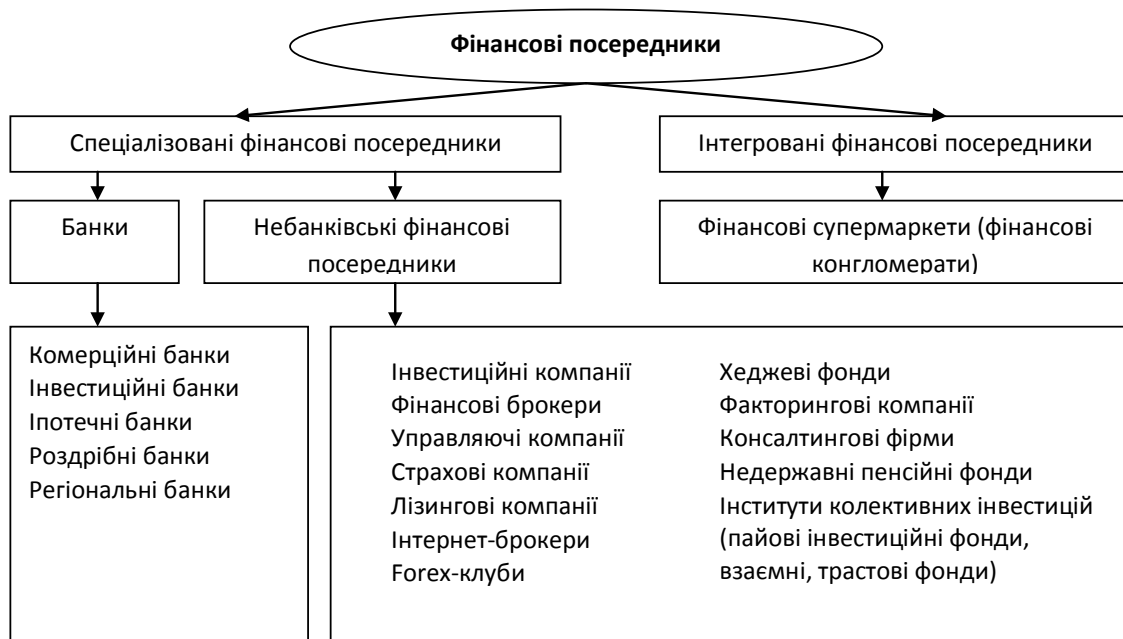 Фінансові посередники
Спеціалізовані фінансові посередники
Інтегровані фінансові посередники
Банки
Небанківські фінансові
посередники
Фінансові супермаркети (фінансові
конгломерати)
Комерційні банки
Інвестиційні банки
Іпотечні банки
Роздрібні банки
Регіональні банки
Інвестиційні компанії
Фінансові брокери
Управляючі компанії
Страхові компанії
Лізингові компанії
Інтернет-брокери
Forex-клуби
Хеджеві фонди
Факторингові компанії
Консалтингові фірми
Недержавні пенсійні фонди
Інститути колективних інвестицій
(пайові інвестиційні фонди,
взаємні, трастові фонди)